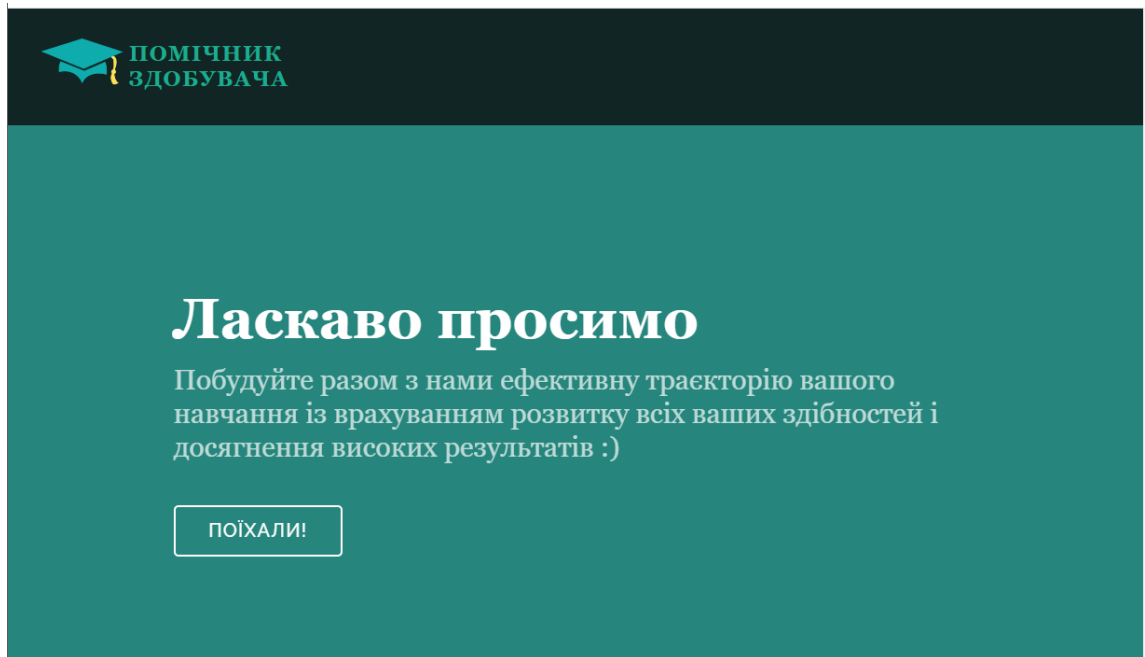 ПОМІЧНИК
ЗДОБУВАЧА
Ласкаво просимо
Побудуйте разом з нами ефективну траєкторію вашого
навчання із врахуванням розвитку всіх ваших здібностей і
досягнення високих результатів :)
ПОЇХАЛИ!